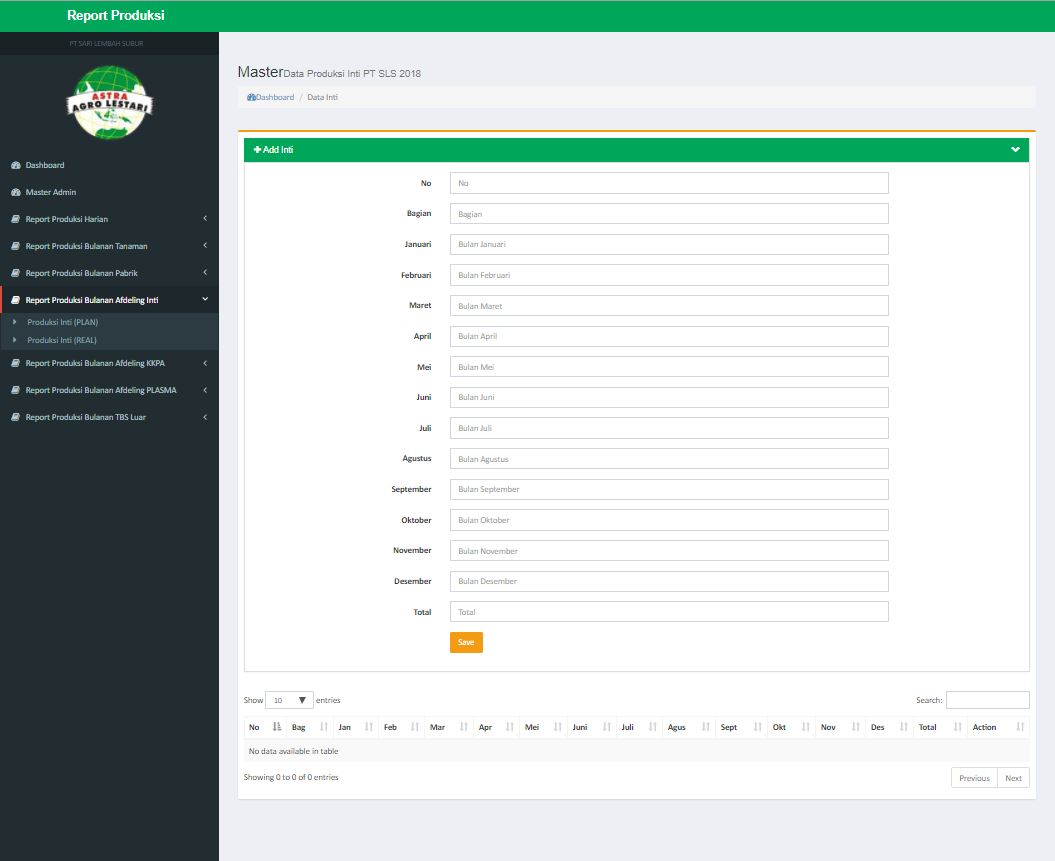 Report Produksi
PT SARI LEMBAH SUBUR
ASTRA
AGRO LESTARI
Dashboard
Master Admin
Report Produksi Harian
Report Produksi Bulanan Tanaman
Report Produksi Bulanan Pabrik
Report Produksi Bulanan Afdeling Inti
Produksi Inti (PLAN)
Produksi Inti (REAL)
Report Produksi Bulanan Afdeling KKPA
Report Produksi Bulanan Afdeling PLASMA
Report Produksi Bulanan TBS Luar
Master Data Produksi Inti PT SLS 2018
Dashboard / Data Inti
Add Inti
No No
Bagian Bagian
Januari Bulan Januari
Februari Bulan Februari
Maret Bulan Maret
April Bulan April
Mei Bulan Mei
Juni Bulan Juni
Juli Bulan Juli
Agustus Bulan Agustus
September Bulan September
Oktober Bulan Oktober
November Bulan November
Desember Bulan Desember
Total Total
Save
Show 10 entries Search:
No Bag Jan Feb Mar Apr Mei Juni Juli Agus Sept Okt Nov Des Total Action
No data available in table
Showing 0 to 0 of 0 entries Previous Next